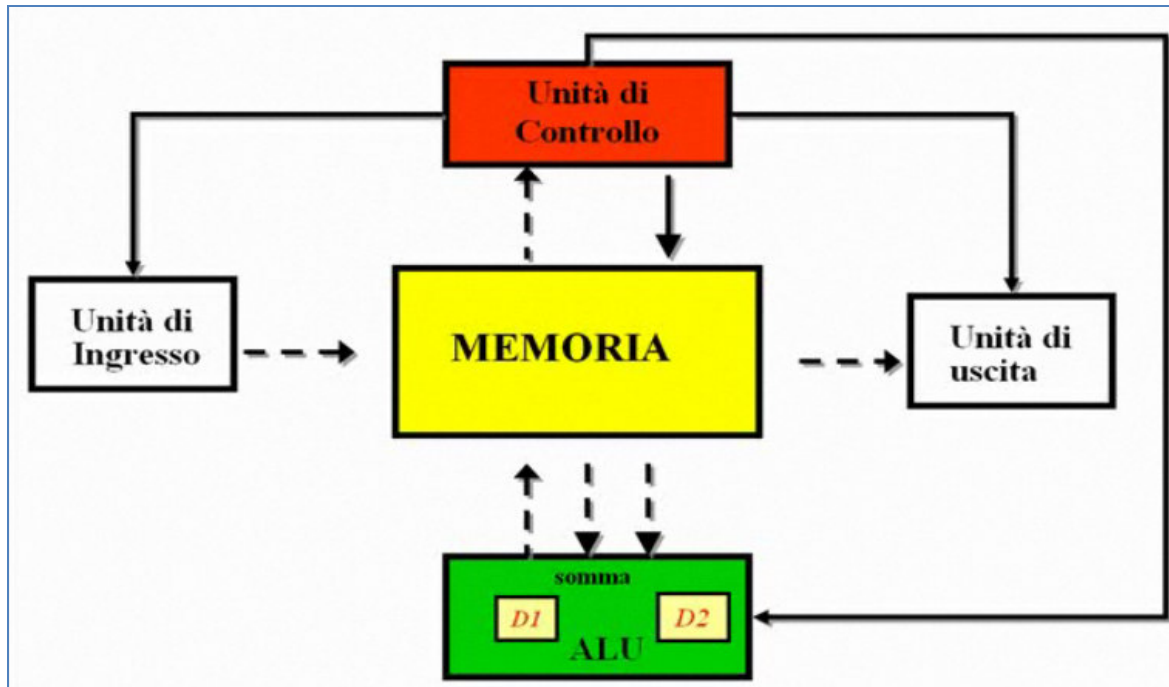 Unità di
Controllo
Unità di
Ingresso
MEMORIA
Unità di
uscita
somma
D1
D2
ALU